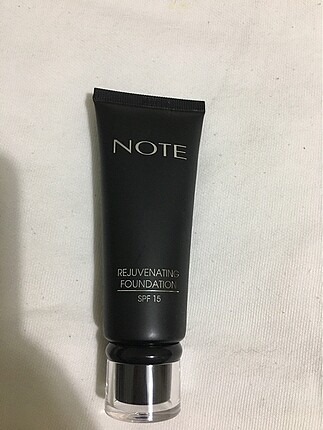 NOTE
REJUVENATING
FOUNDATION
SPF 15